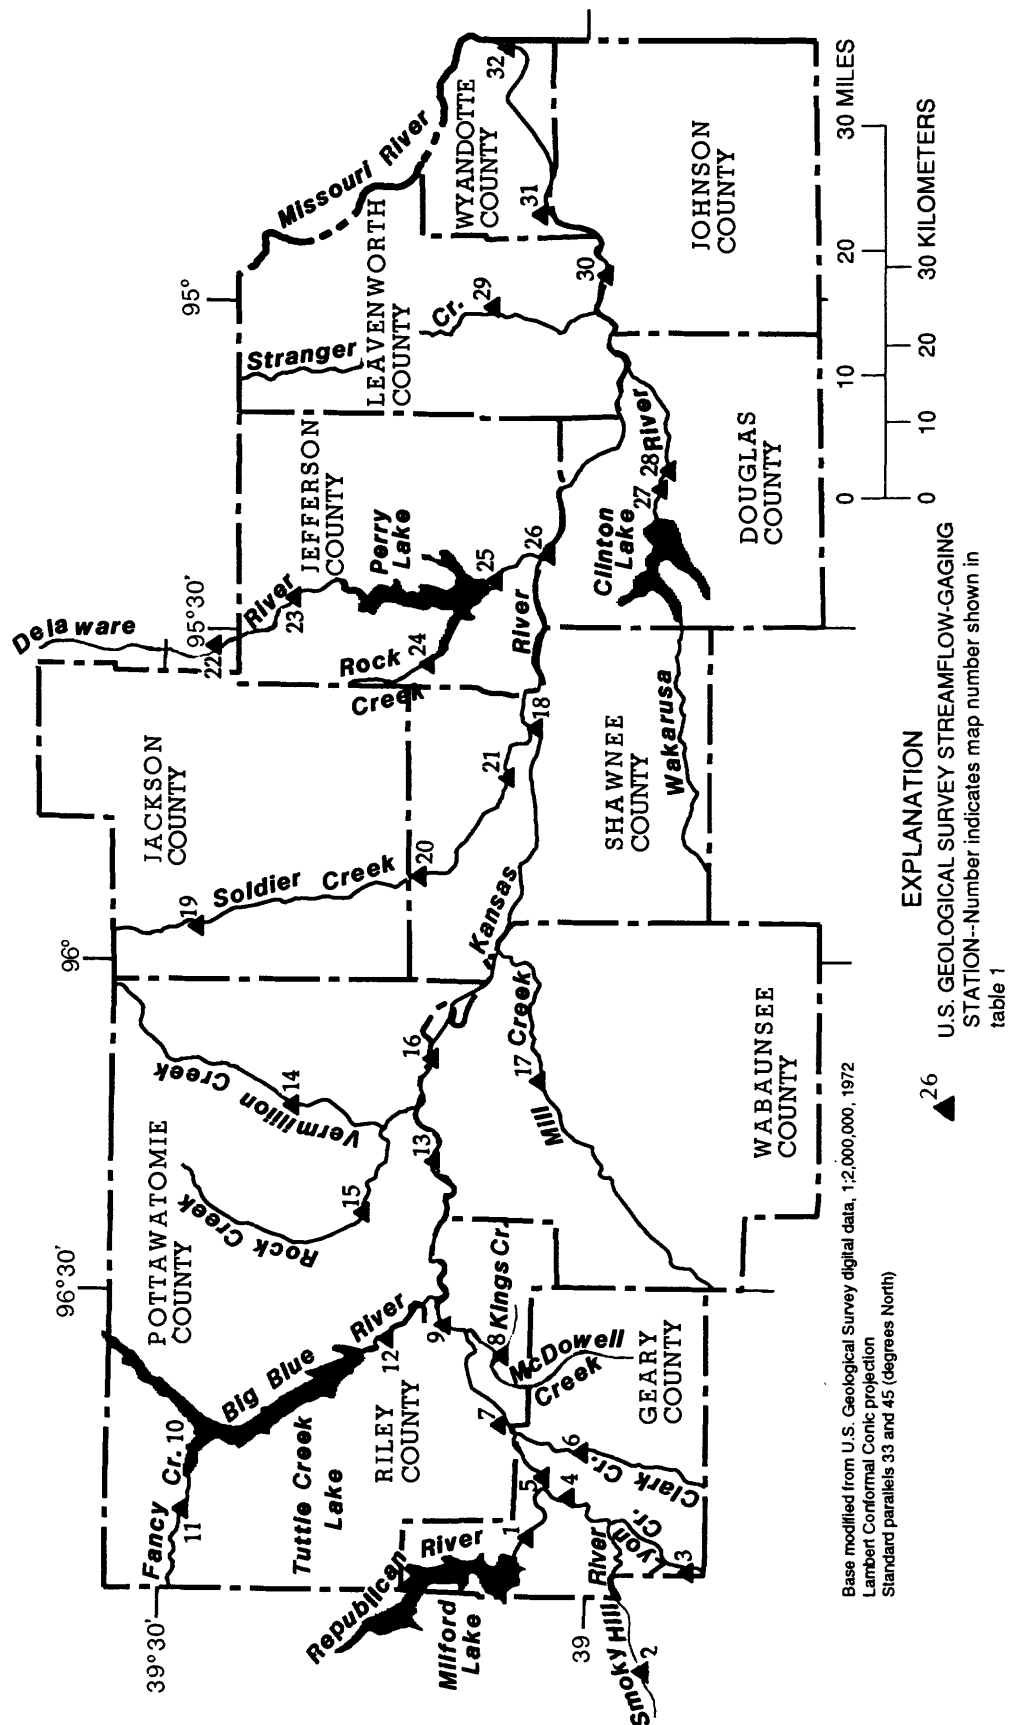 39°30'
96°30'
96°
95°30'
95°
39
Republican
River
Milford
Lake
Smoky Hill
River
Lyon Cr.
Clark Cr.
McDowell
Creek
Kings Cr.
Fancy Cr.
Tuttle Creek
Lake
Big Blue
River
RILEY
COUNTY
GEARY
COUNTY
POTTAWATOMIE
COUNTY
Rock Creek
Vermillion Creek
Mill
Creek
WABAUNSEE
COUNTY
Kansas
River
Soldier Creek
JACKSON
COUNTY
SHAWNEE
COUNTY
Wakarusa
River
Delaware
River
Rock
Creek
Perry
Lake
JEFFERSON
COUNTY
Clinton
Lake
DOUGLAS
COUNTY
Stranger
Cr.
LEAVENWORTH
COUNTY
Missouri River
WYANDOTTE
COUNTY
JOHNSON
COUNTY
1
2
3
4
5
6
7
8
9
10
11
12
13
14
15
16
17
18
19
20
21
22
23
24
25
26
27
28
29
30
31
32
0 10 20 30 MILES
0 10 20 30 KILOMETERS
Base modified from U.S. Geological Survey digital data, 1:2,000,000, 1972
Lambert Conformal Conic projection
Standard parallels 33 and 45 (degrees North)
EXPLANATION
26
U.S. GEOLOGICAL SURVEY STREAMFLOW-GAGING
STATION--Number indicates map number shown in
table 1